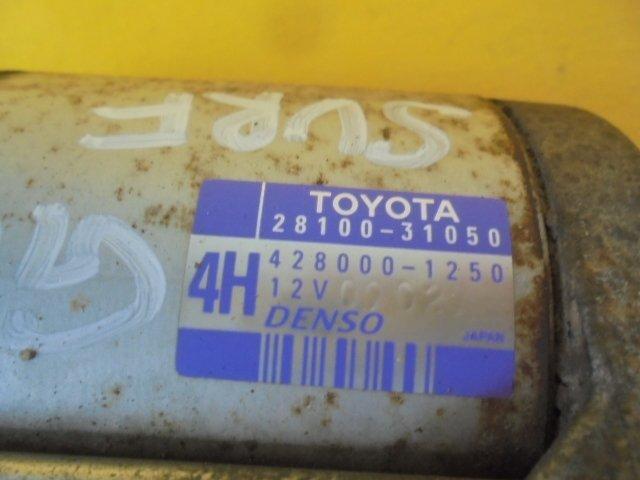 SURF
TOYOTA
28100-31050
4H
428000-1250
12V
DENSO
JAPAN